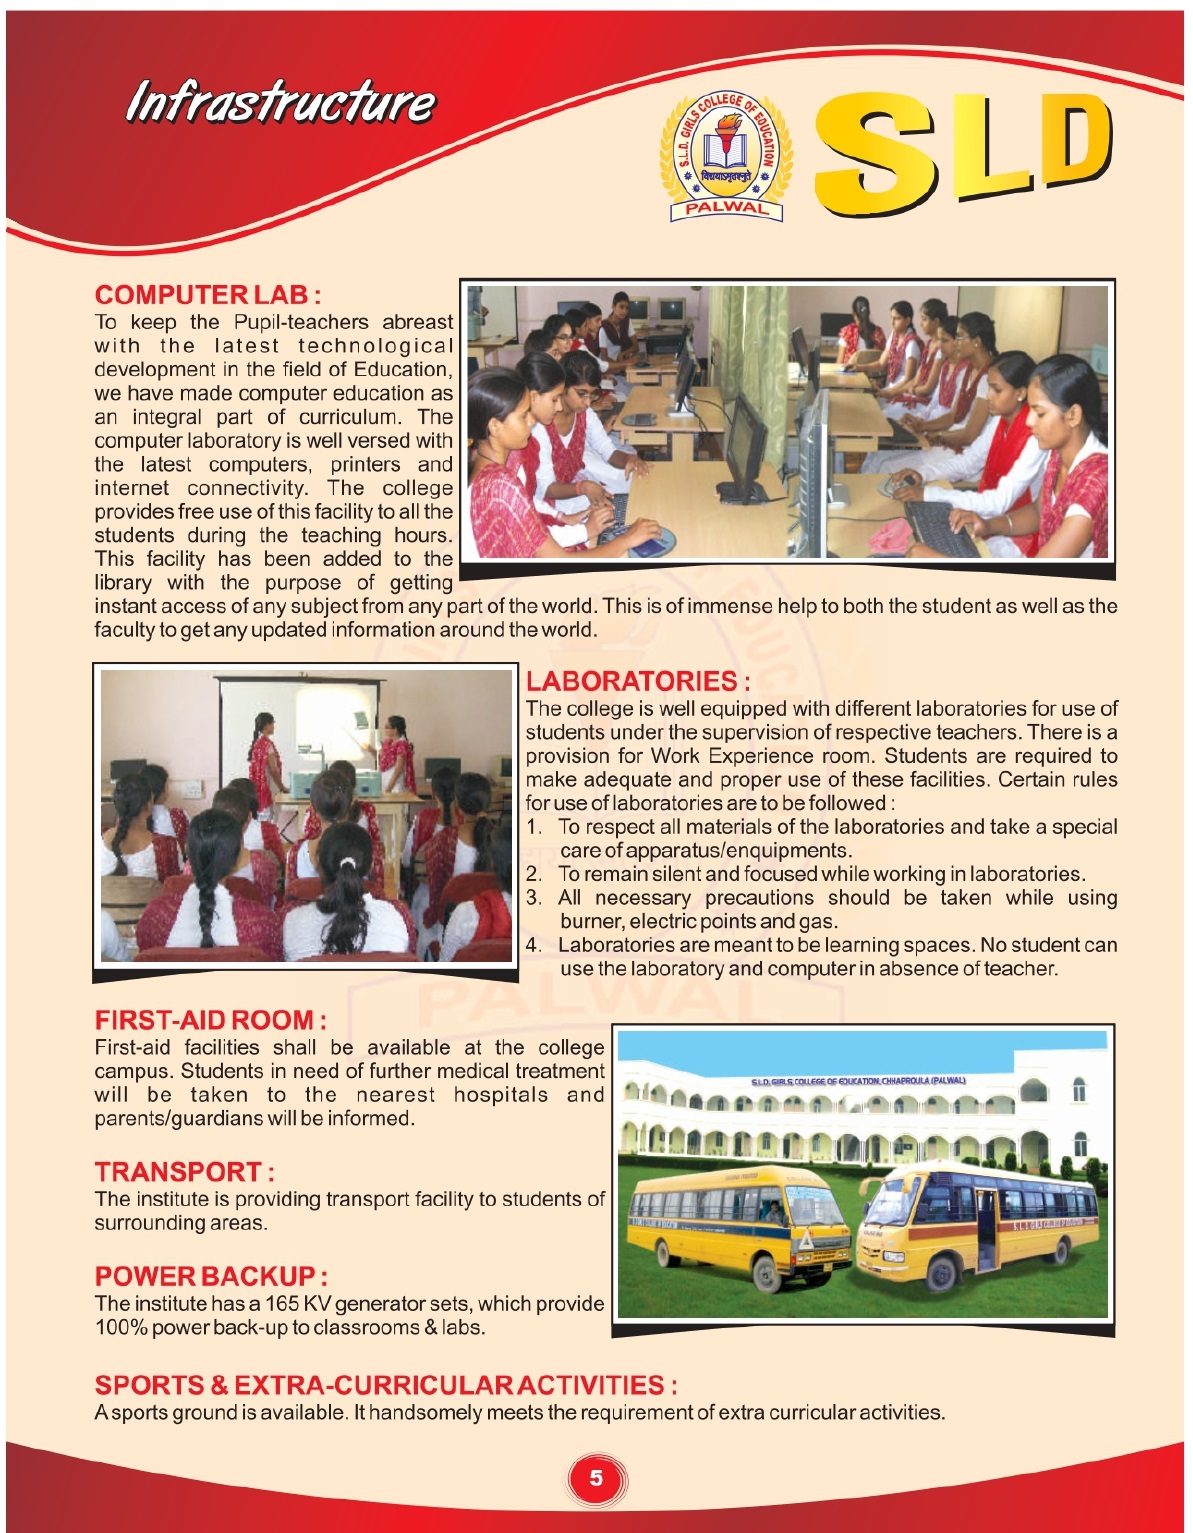 Infrastructure
S.L.D. GIRLS COLLEGE OF EDUCATION
विद्ययाऽमृतमश्नुते
PALWAL
SLD
COMPUTER LAB :
To keep the Pupil-teachers abreast
with the latest technological
development in the field of Education,
we have made computer education as
an integral part of curriculum. The
computer laboratory is well versed with
the latest computers, printers and
internet connectivity. The college
provides free use of this facility to all the
students during the teaching hours.
This facility has been added to the
library with the purpose of getting
instant access of any subject from any part of the world. This is of immense help to both the student as well as the
faculty to get any updated information around the world.
LABORATORIES :
The college is well equipped with different laboratories for use of
students under the supervision of respective teachers. There is a
provision for Work Experience room. Students are required to
make adequate and proper use of these facilities. Certain rules
for use of laboratories are to be followed :
1. To respect all materials of the laboratories and take a special
care of apparatus/enquipments.
2. To remain silent and focused while working in laboratories.
3. All necessary precautions should be taken while using
burner, electric points and gas.
4. Laboratories are meant to be learning spaces. No student can
use the laboratory and computer in absence of teacher.
PALWAL
FIRST-AID ROOM :
First-aid facilities shall be available at the college
campus. Students in need of further medical treatment
will be taken to the nearest hospitals and
parents/guardians will be informed.
S.L.D. GIRLS COLLEGE OF EDUCATION, CHHAPROULA (PALWAL)
S.L.D. GIRLS COLLEGE OF EDUCATION
TRANSPORT :
The institute is providing transport facility to students of
surrounding areas.
POWER BACKUP :
The institute has a 165 KV generator sets, which provide
100% power back-up to classrooms & labs.
SPORTS & EXTRA-CURRICULAR ACTIVITIES :
A sports ground is available. It handsomely meets the requirement of extra curricular activities.
5